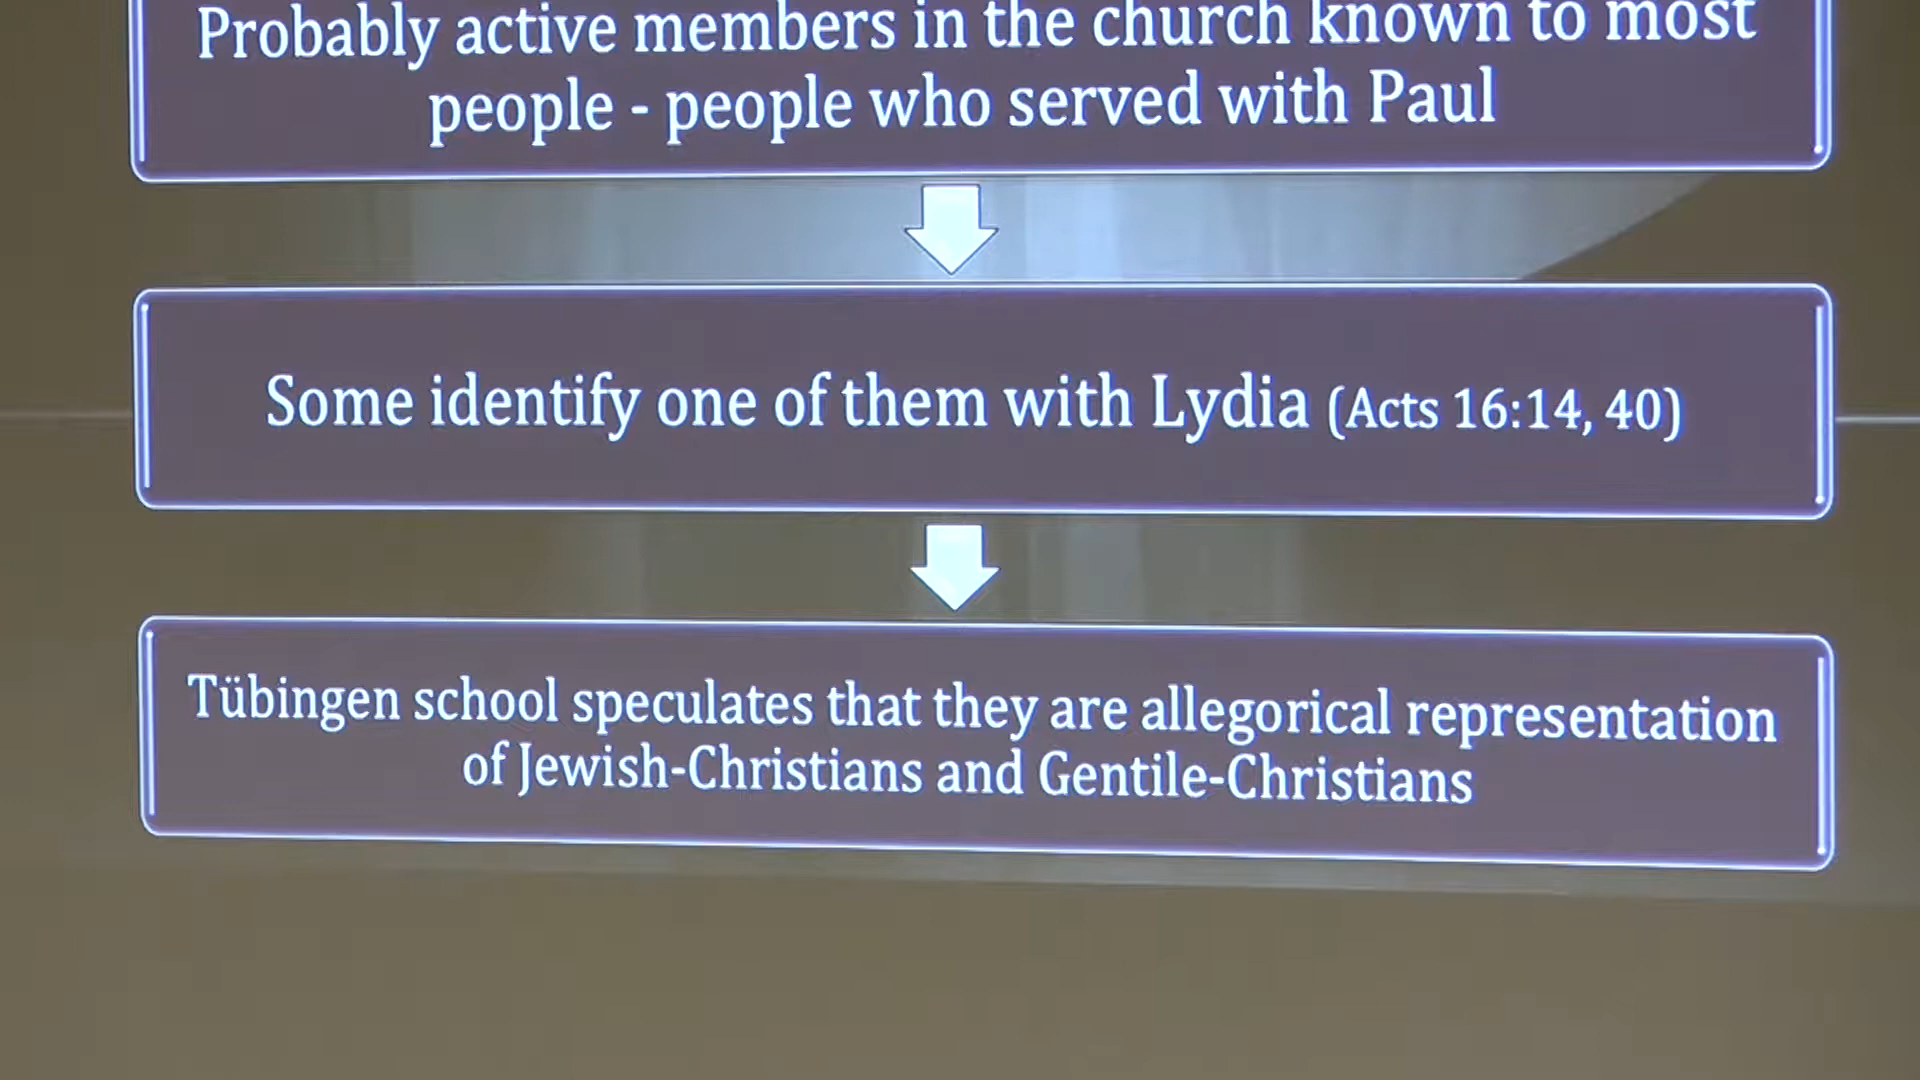 Probably active members in the church known to most
people - people who served with Paul
Some identify one of them with Lydia (Acts 16:14, 40)
Tübingen school speculates that they are allegorical representation
of Jewish-Christians and Gentile-Christians